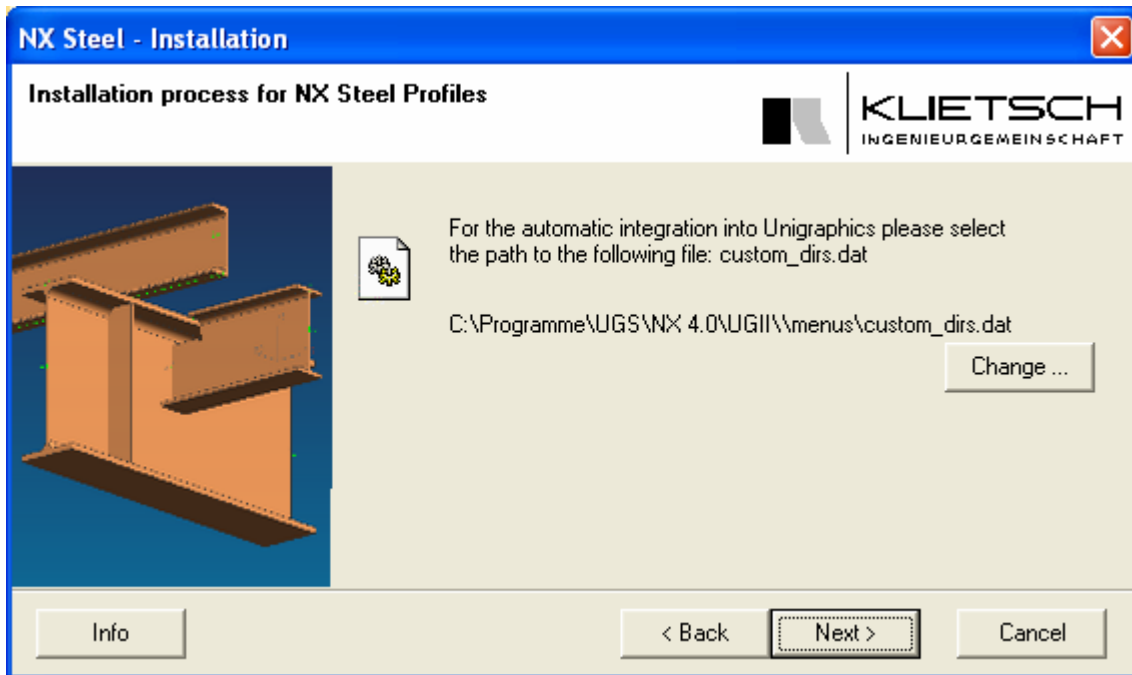 NX Steel - Installation
Installation process for NX Steel Profiles
KLIETSCH
INGENIEURGEMEINSCHAFT
For the automatic integration into Unigraphics please select
the path to the following file: custom_dirs.dat
C:\Programme\UGS\NX 4.0\UGII\\menus\custom_dirs.dat
Change ...
Info
< Back
Next >
Cancel